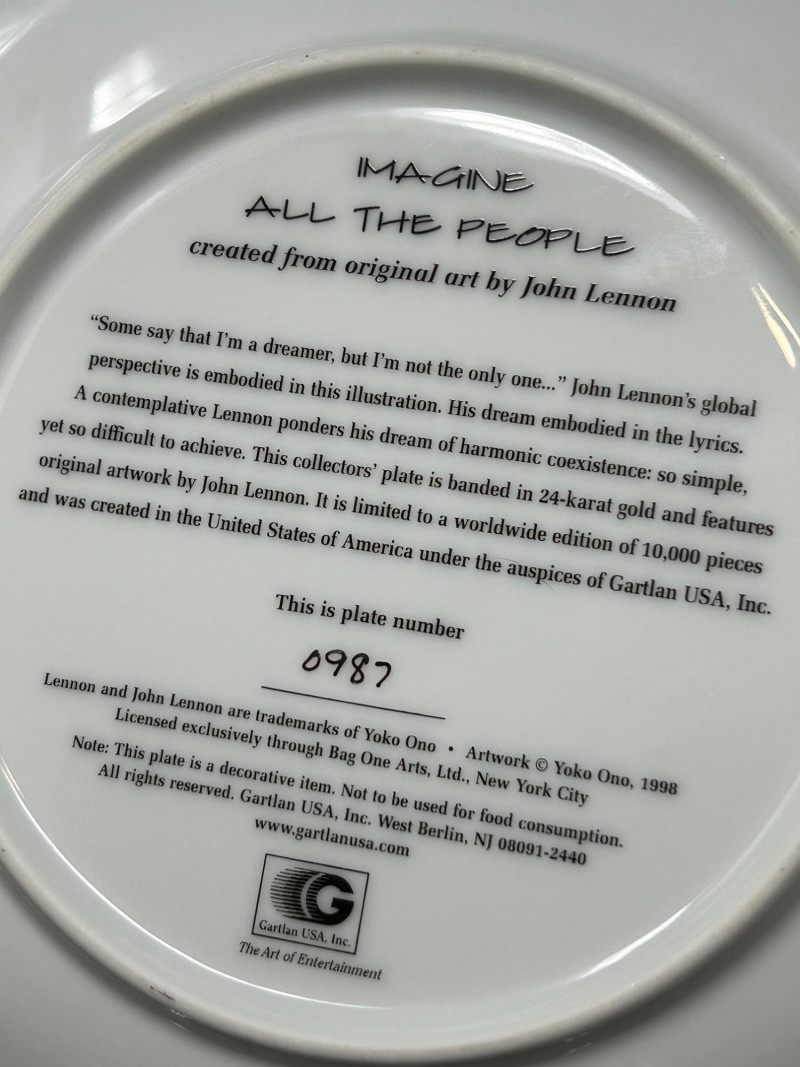 IMAGINE
ALL THE PEOPLE
created from original art by John Lennon
“Some say that I’m a dreamer, but I’m not the only one...” John Lennon’s global
perspective is embodied in this illustration. His dream embodied in the lyrics.
A contemplative Lennon ponders his dream of harmonic coexistence: so simple,
yet so difficult to achieve. This collectors’ plate is banded in 24-karat gold and features
original artwork by John Lennon. It is limited to a worldwide edition of 10,000 pieces
and was created in the United States of America under the auspices of Gartlan USA, Inc.
This is plate number
0987
Lennon and John Lennon are trademarks of Yoko Ono • Artwork © Yoko Ono, 1998
Licensed exclusively through Bag One Arts, Ltd., New York City
Note: This plate is a decorative item. Not to be used for food consumption.
All rights reserved. Gartlan USA, Inc. West Berlin, NJ 08091-2440
www.gartlanusa.com
G
Gartlan USA, Inc.
The Art of Entertainment